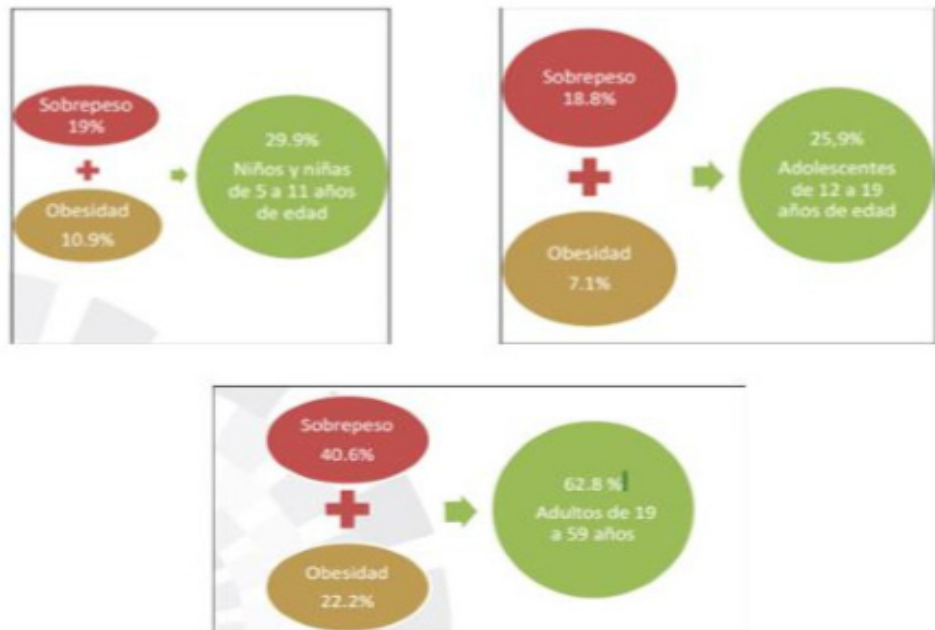 Sobrepeso
19%
Obesidad
10.9%
29.9%
Niños y niñas
de 5 a 11 años
de edad
Sobrepeso
18.8%
Obesidad
7.1%
25,9%
Adolescentes
de 12 a 19
años de edad
Sobrepeso
40.6%
Obesidad
22.2%
62.8 %
Adultos de 19
a 59 años